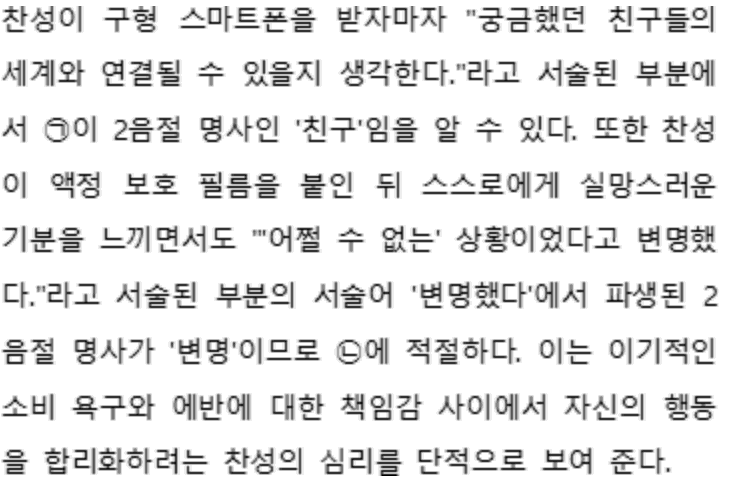 찬성이 구형 스마트폰을 받자마자 "궁금했던 친구들의
세계와 연결될 수 있을지 생각한다."라고 서술된 부분에
서 ㉠이 2음절 명사인 '친구'임을 알 수 있다. 또한 찬성
이 액정 보호 필름을 붙인 뒤 스스로에게 실망스러운
기분을 느끼면서도 "'어쩔 수 없는' 상황이었다고 변명했
다."라고 서술된 부분의 서술어 '변명했다'에서 파생된 2
음절 명사가 '변명'이므로 ㉡에 적절하다. 이는 이기적인
소비 욕구와 에반에 대한 책임감 사이에서 자신의 행동
을 합리화하려는 찬성의 심리를 단적으로 보여 준다.